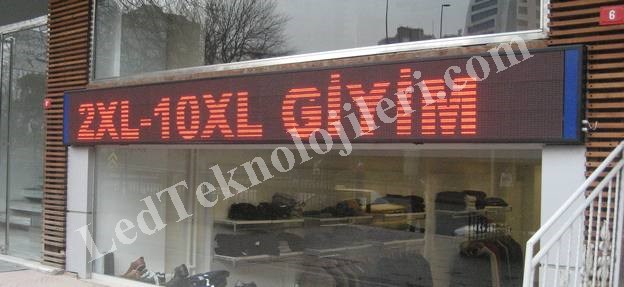 6
2XL-10XL GİYİM
LedTeknolojileri.com